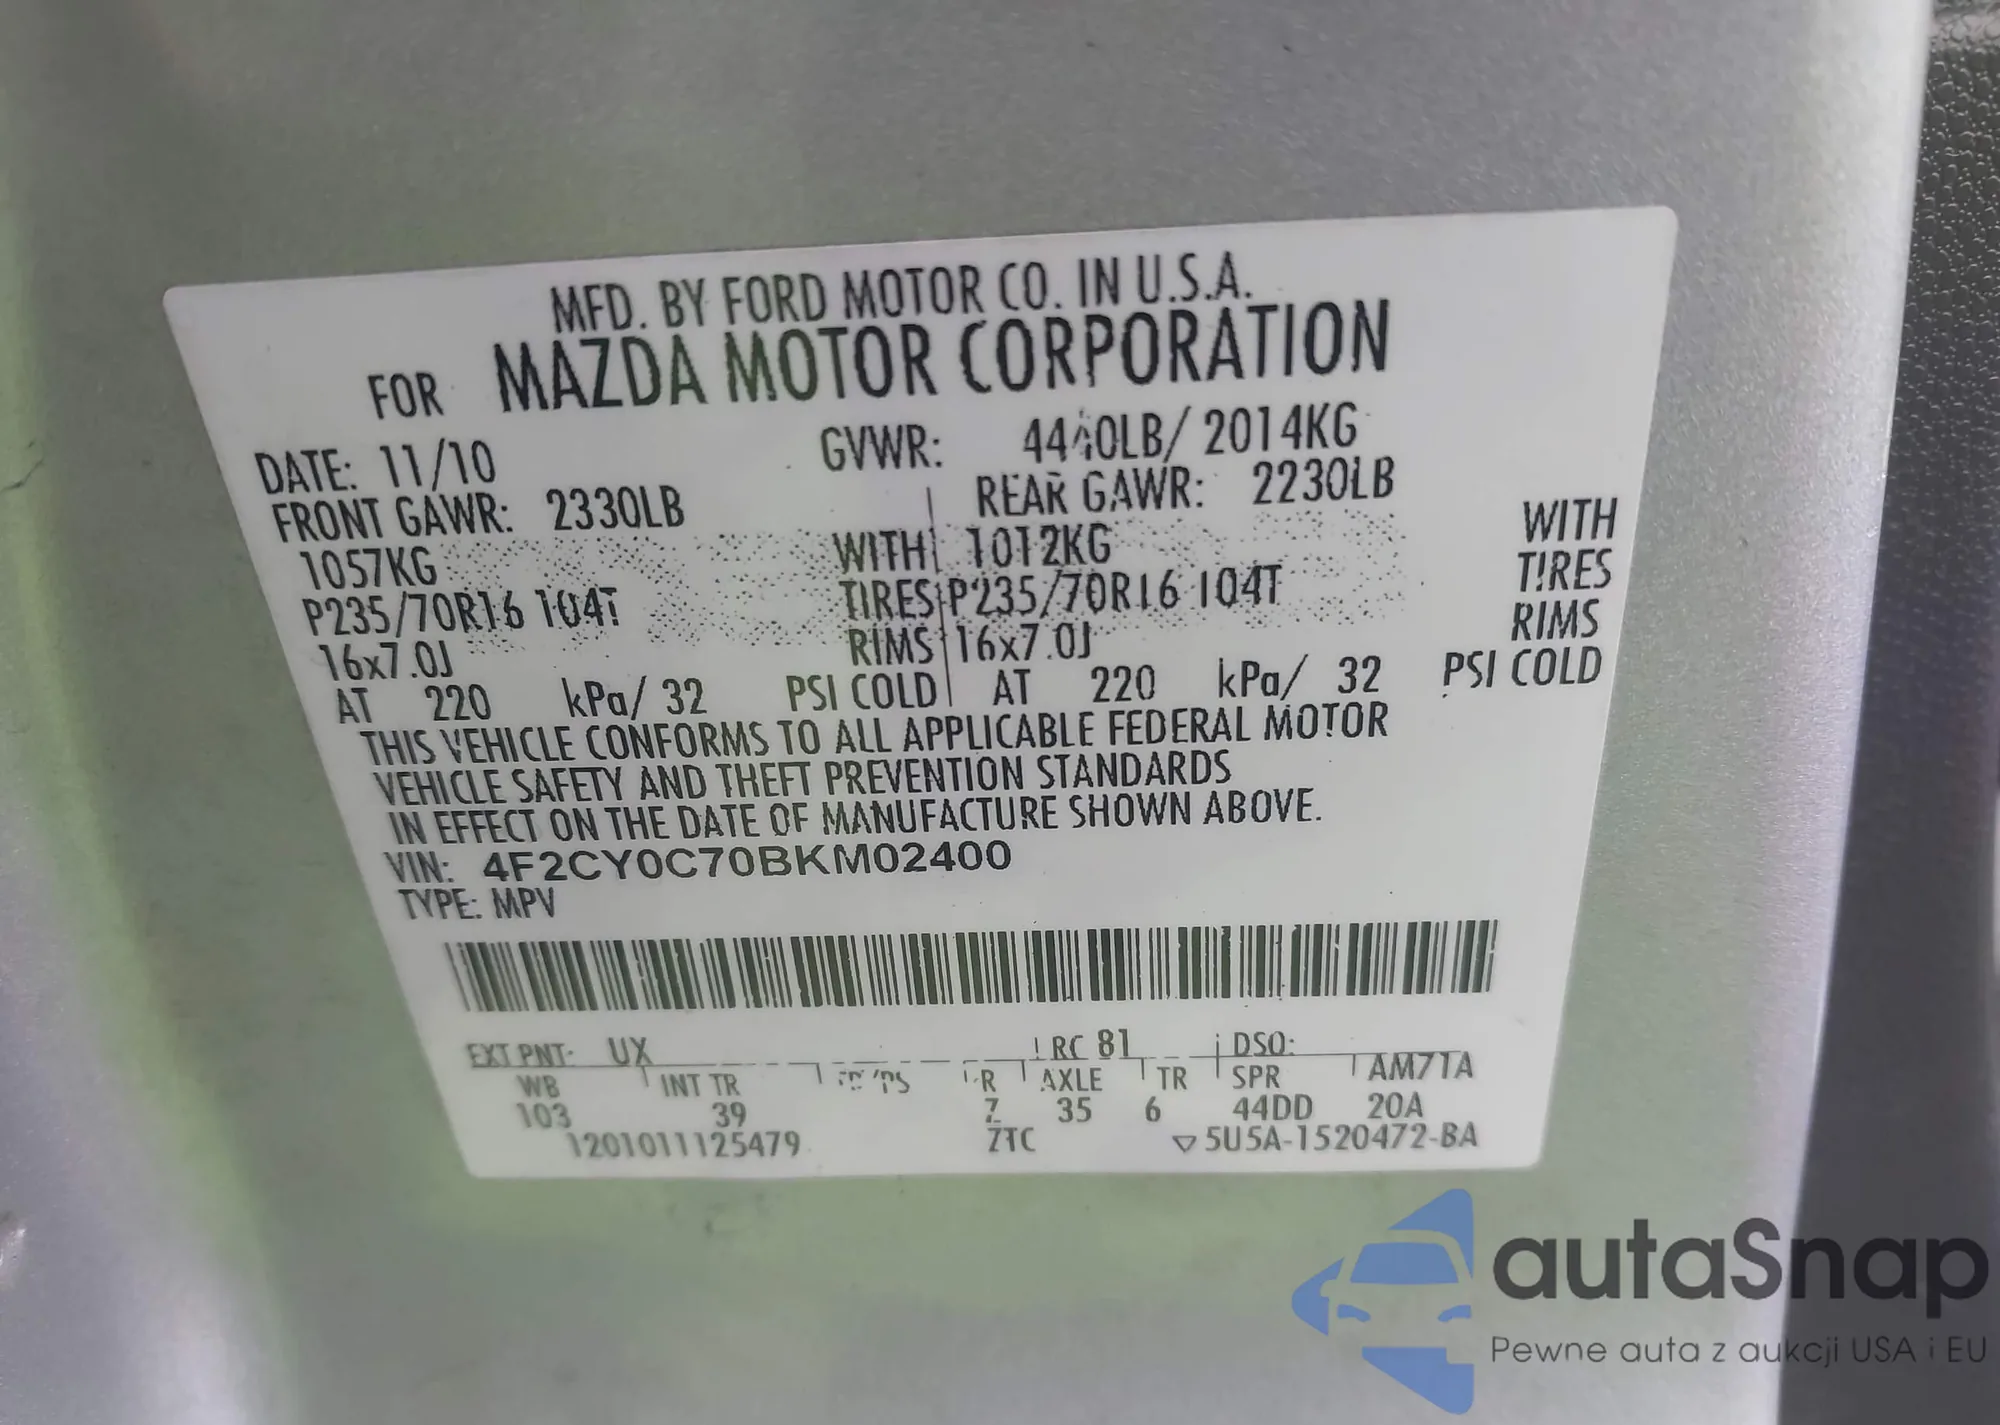 MFD. BY FORD MOTOR CO. IN U.S.A.
FOR MAZDA MOTOR CORPORATION
DATE: 11/10 GVWR: 4440LB/ 2014KG
FRONT GAWR: 2330LB REAR GAWR: 2230LB
1057KG WITH 1012KG WITH
P235/70R16 104T TIRES P235/70R16 104T TIRES
16x7.0J RIMS 16x7.0J RIMS
AT 220 kPa/ 32 PSI COLD AT 220 kPa/ 32 PSI COLD
THIS VEHICLE CONFORMS TO ALL APPLICABLE FEDERAL MOTOR
VEHICLE SAFETY AND THEFT PREVENTION STANDARDS
IN EFFECT ON THE DATE OF MANUFACTURE SHOWN ABOVE.
VIN: 4F2CY0C70BKM02400
TYPE: MPV
EXT PNT: UX RC 81 DSO:
WB INT TR R AXLE TR SPR AM71A
103 39 Z 35 6 44DD 20A
1201011125479 ZTC ▽5U5A-1520472-BA
autaSnap
Pewne auta z aukcji USA i EU